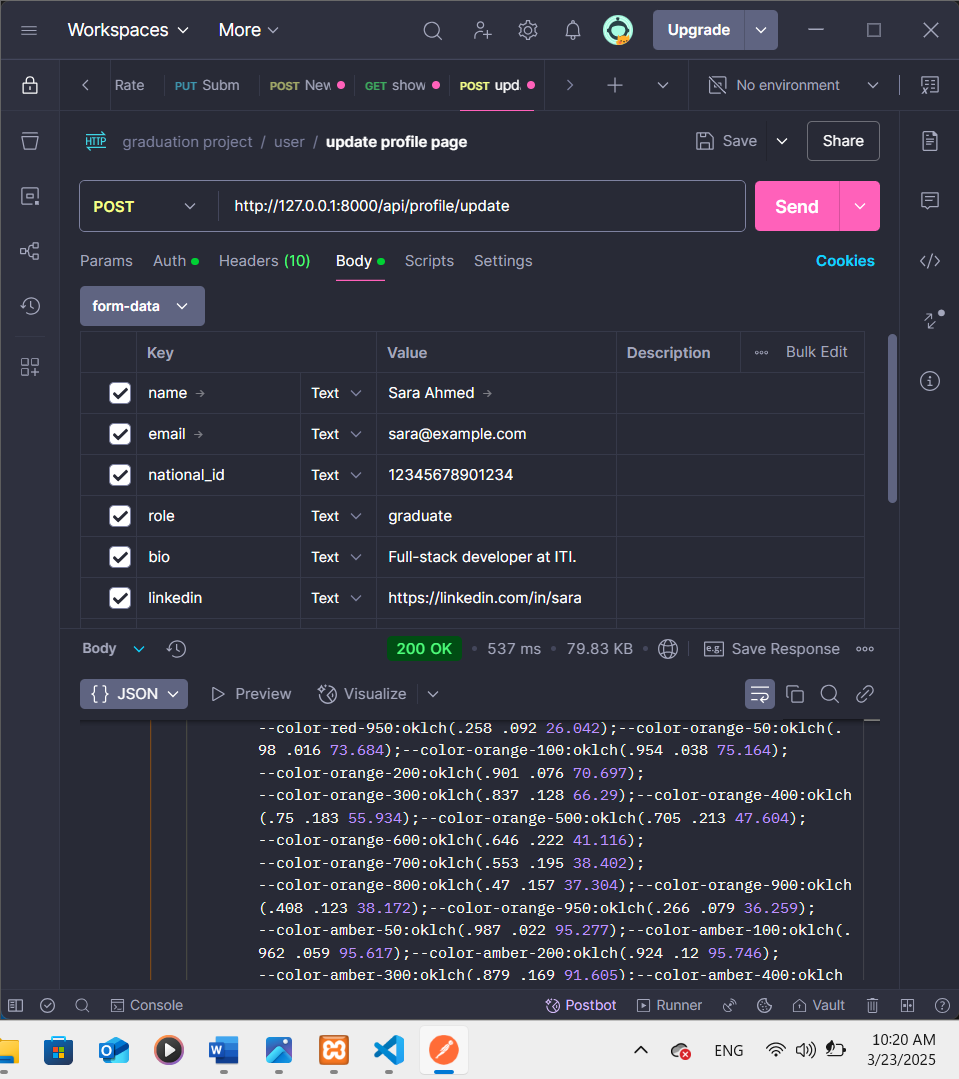 Workspaces More Upgrade
Rate PUT Subm POST New GET show POST upd. No environment
HTTP graduation project / user / update profile page Save Share
POST http://127.0.0.1:8000/api/profile/update Send
Params Auth Headers (10) Body Scripts Settings Cookies
form-data
Key Value Description Bulk Edit
name Text Sara Ahmed
email Text sara@example.com
national_id Text 12345678901234
role Text graduate
bio Text Full-stack developer at ITI.
linkedin Text https://linkedin.com/in/sara
Body 200 OK 537 ms 79.83 KB e.g. Save Response
{} JSON Preview Visualize
--color-red-950:oklch(.258 .092 26.042);--color-orange-50:oklch(.
98 .016 73.684);--color-orange-100:oklch(.954 .038 75.164);
--color-orange-200:oklch(.901 .076 70.697);
--color-orange-300:oklch(.837 .128 66.29);--color-orange-400:oklch
(.75 .183 55.934);--color-orange-500:oklch(.705 .213 47.604);
--color-orange-600:oklch(.646 .222 41.116);
--color-orange-700:oklch(.553 .195 38.402);
--color-orange-800:oklch(.47 .157 37.304);--color-orange-900:oklch
(.408 .123 38.172);--color-orange-950:oklch(.266 .079 36.259);
--color-amber-50:oklch(.987 .022 95.277);--color-amber-100:oklch(.
962 .059 95.617);--color-amber-200:oklch(.924 .12 95.746);
--color-amber-300:oklch(.879 .169 91.605);--color-amber-400:oklch
Console Postbot Runner Vault
ENG 10:20 AM
3/23/2025